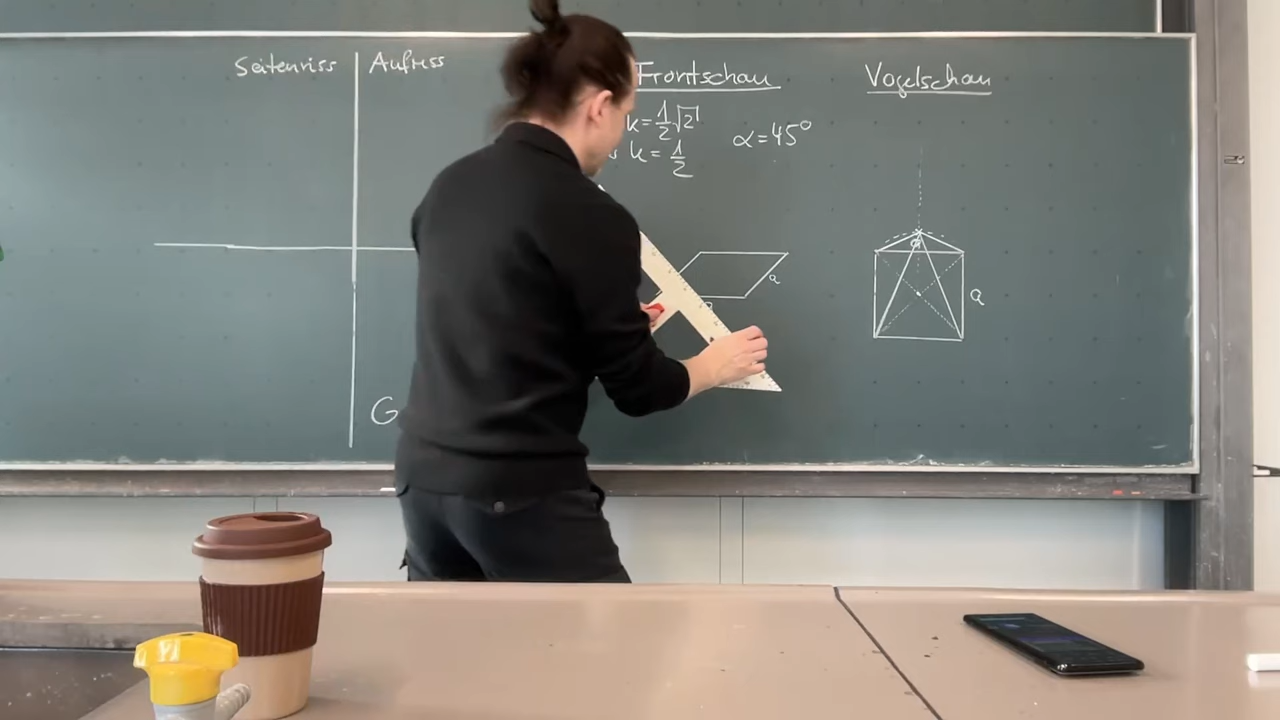 Seitenriss
Aufriss
Frontschau
k = 1/2 √2
k = 1/2
α = 45°
a
Vogelschau
a
G